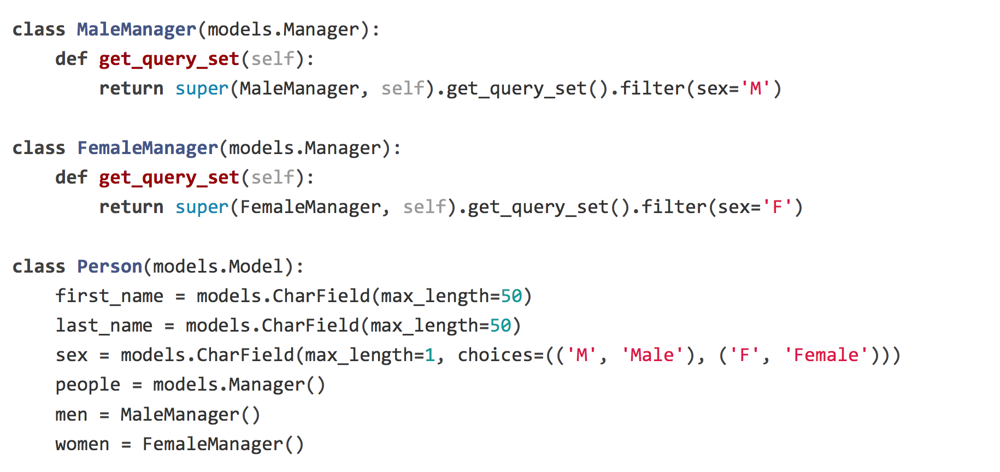 class MaleManager(models.Manager):
    def get_query_set(self):
        return super(MaleManager, self).get_query_set().filter(sex='M')

class FemaleManager(models.Manager):
    def get_query_set(self):
        return super(FemaleManager, self).get_query_set().filter(sex='F')

class Person(models.Model):
    first_name = models.CharField(max_length=50)
    last_name = models.CharField(max_length=50)
    sex = models.CharField(max_length=1, choices=(('M', 'Male'), ('F', 'Female')))
    people = models.Manager()
    men = MaleManager()
    women = FemaleManager()